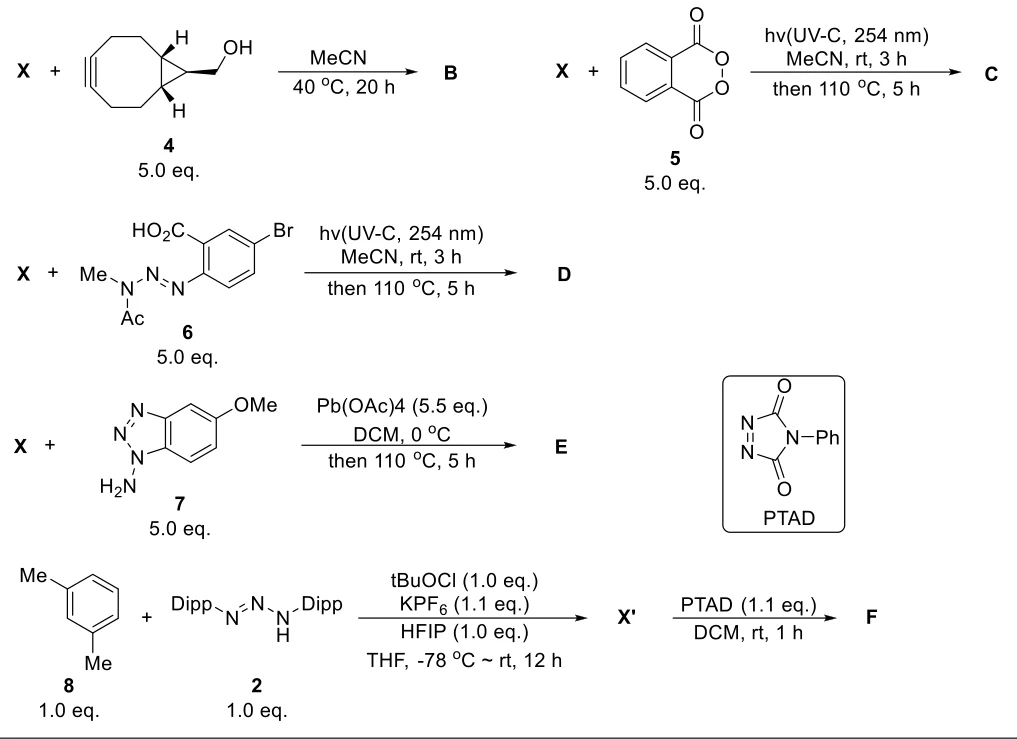 X + H OH H MeCN 40 °C, 20 h B
4
5.0 eq.
X + O O O O hv(UV-C, 254 nm) MeCN, rt, 3 h then 110 °C, 5 h C
5
5.0 eq.
X + HO2C Br Me N N N Ac hv(UV-C, 254 nm) MeCN, rt, 3 h then 110 °C, 5 h D
6
5.0 eq.
X + N N N H2N OMe Pb(OAc)4 (5.5 eq.) DCM, 0 °C then 110 °C, 5 h E
7
5.0 eq.
O N N N Ph O
PTAD
Me Me + Dipp N N N H Dipp tBuOCl (1.0 eq.) KPF6 (1.1 eq.) HFIP (1.0 eq.) THF, -78 °C ~ rt, 12 h X' PTAD (1.1 eq.) DCM, rt, 1 h F
8 2
1.0 eq. 1.0 eq.